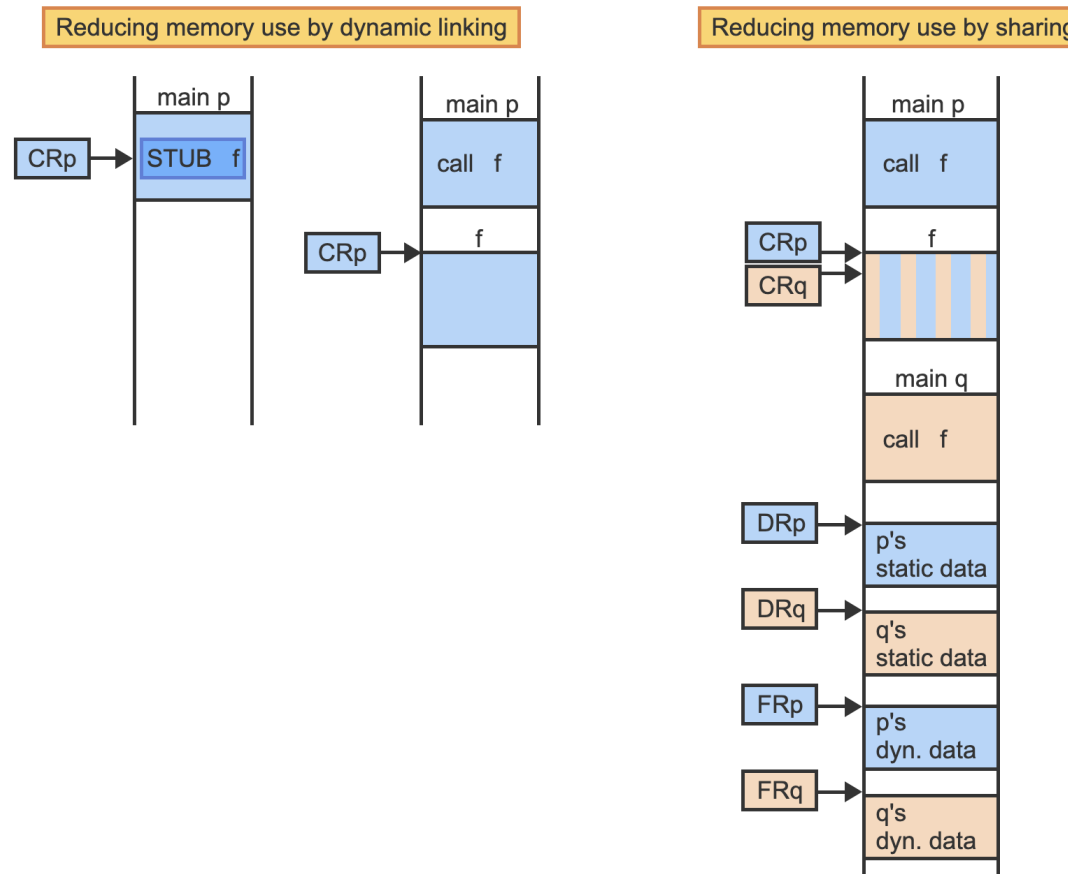 Reducing memory use by dynamic linking
main p
CRp
STUB f
main p
call f
CRp
f
Reducing memory use by sharing
main p
call f
CRp
f
CRq
main q
call f
DRp
p's
static data
DRq
q's
static data
FRp
p's
dyn. data
FRq
q's
dyn. data